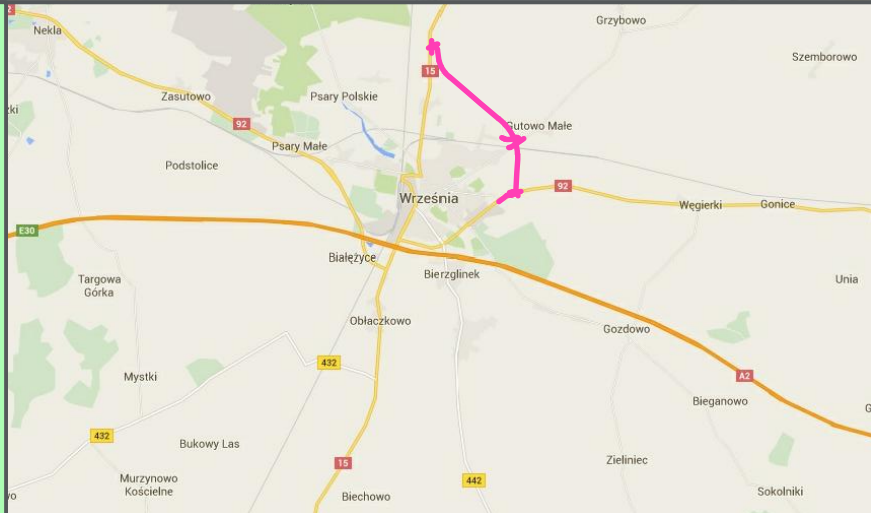 Nekla
Grzybowo
Szemborowo
15
Zasutowo
Psary Polskie
92
Gutowo Małe
Psary Małe
Podstolice
92
Września
Węgierki
Gonice
E30
Białężyce
Bierzglinek
Targowa
Górka
Unia
Obłaczkowo
Gozdowo
432
Mystki
A2
Bieganowo
432
Bukowy Las
15
Zieliniec
442
Murzynowo
Kościelne
Biechowo
Sokolniki